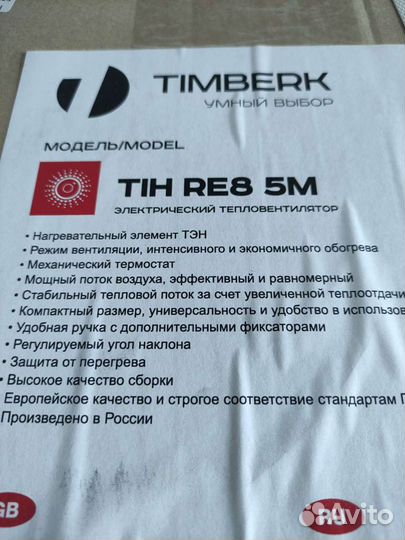 TIMBERK
УМНЫЙ ВЫБОР
МОДЕЛЬ/MODEL
TIH RE8 5M
ЭЛЕКТРИЧЕСКИЙ ТЕПЛОВЕНТИЛЯТОР
• Нагревательный элемент ТЭН
• Режим вентиляции, интенсивного и экономичного обогрева
• Механический термостат
• Мощный поток воздуха, эффективный и равномерный
• Стабильный тепловой поток за счет увеличенной теплоотдачи
• Компактный размер, универсальность и удобство в использов
• Удобная ручка с дополнительными фиксаторами
• Регулируемый угол наклона
• Защита от перегрева
• Высокое качество сборки
Европейское качество и строгое соответствие стандартам
Произведено в России
GB
RU
Avito